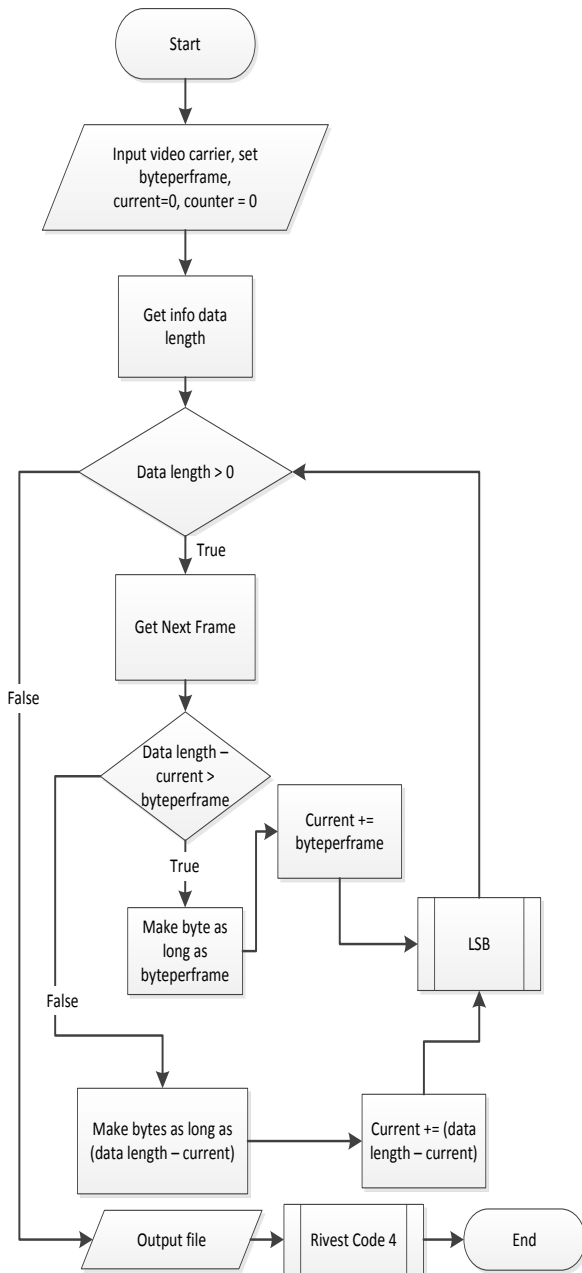 Start
Input video carrier, set
byteperframe,
current=0, counter = 0
Get info data
length
Data length > 0
True
Get Next Frame
False
Data length –
current >
byteperframe
True
Current +=
byteperframe
Make byte as
long as
byteperframe
LSB
False
Make bytes as long as
(data length – current)
Current += (data
length – current)
Output file
Rivest Code 4
End